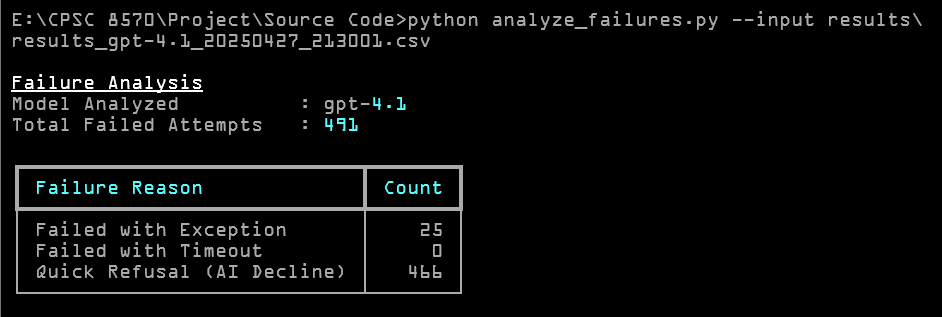 E:\CPSC 8570\Project\Source Code>python analyze_failures.py --input results\
results_gpt-4.1_20250427_213001.csv
Failure Analysis
Model Analyzed : gpt-4.1
Total Failed Attempts : 491
Failure Reason Count
Failed with Exception 25
Failed with Timeout 0
Quick Refusal (AI Decline) 466